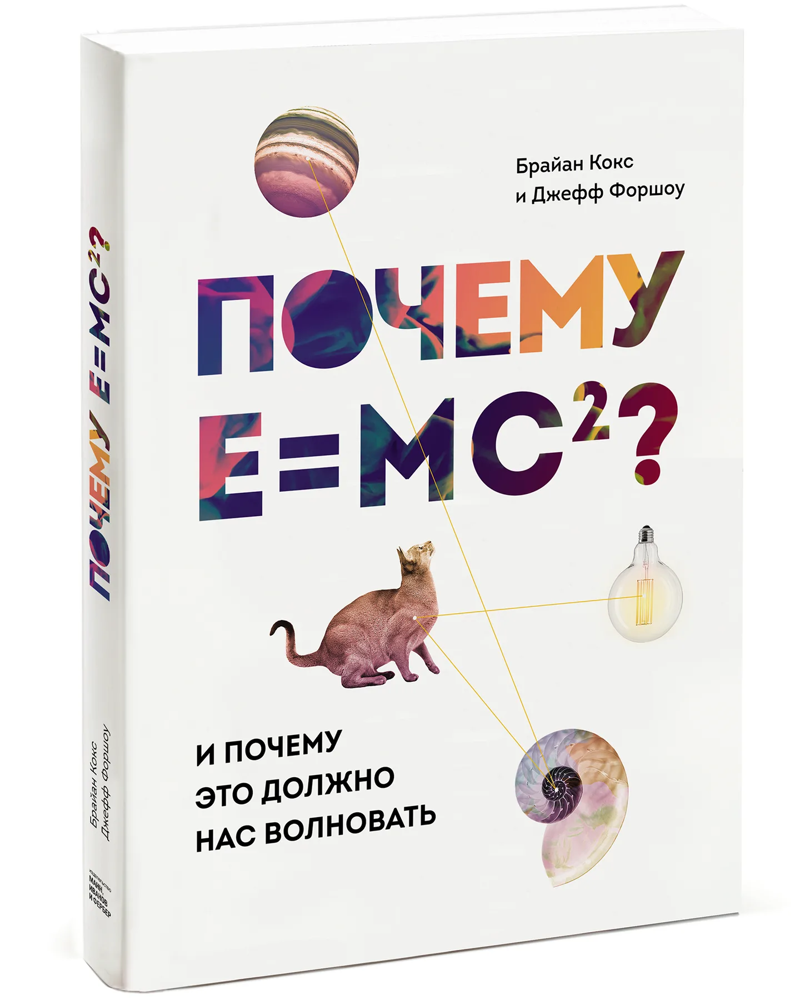 Брайан Кокс
и Джефф Форшоу
ПОЧЕМУ
E=MC²?
И ПОЧЕМУ
ЭТО ДОЛЖНО
НАС ВОЛНОВАТЬ
ПОЧЕМУ E=MC²?
Брайан Кокс
Джефф Форшоу
издательство
МАНН,
ИВАНОВ
И ФЕРБЕР